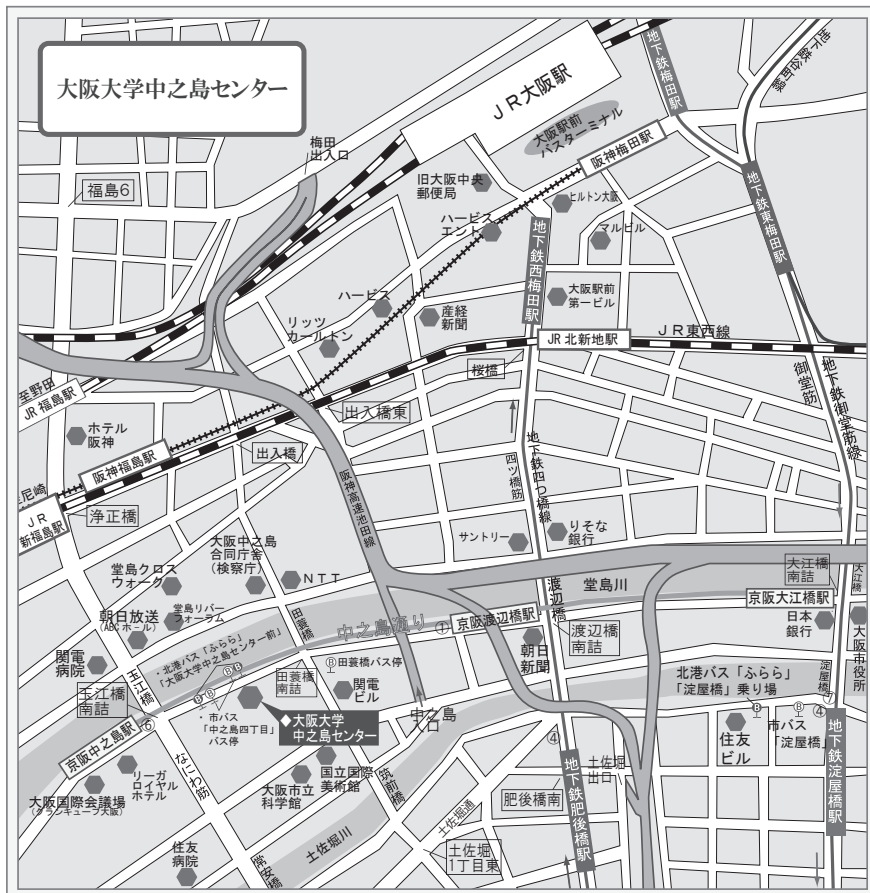 大阪大学中之島センター
JR大阪駅
地下鉄梅田駅
地下鉄谷町線
大阪駅前
バスターミナル
阪神梅田駅
梅田
出入口
福島6
旧大阪中央
郵便局
ヒルトン大阪
ハービス
エント
マルビル
地下鉄東梅田駅
地下鉄西梅田駅
ハービス
産経
新聞
大阪駅前
第一ビル
リッツ
カールトン
JR東西線
JR北新地駅
桜橋
至野田
JR福島駅
御堂筋
地下鉄御堂筋線
出入橋東
ホテル
阪神
出入橋
阪神福島駅
阪神高速池田線
四ツ橋筋
地下鉄四つ橋線
尼崎
JR
新福島駅
浄正橋
サントリー
りそな
銀行
大阪中之島
合同庁舎
(検察庁)
堂島クロス
ウォーク
NTT
堂島川
大江橋
南詰
大江橋
京阪大江橋駅
朝日放送
(ABCホール)
堂島リバー
フォーラム
田蓑橋
中之島通り
①
京阪渡辺橋駅
渡辺橋
渡辺橋
南詰
日本
銀行
大阪市役所
関電
病院
・北港バス「ふらら」
「大阪大学中之島センター前」
Ⓑ田蓑橋バス停
朝日
新聞
玉江橋
玉江橋
南詰
田蓑橋
南詰
関電
ビル
北港バス「ふらら」
「淀屋橋」乗り場
淀屋橋
⑥
京阪中之島駅
・市バス
「中之島四丁目」
バス停
◆大阪大学
中之島センター
中之島
入口
④
住友
ビル
市バス
「淀屋橋」
④
⑦
地下鉄淀屋橋駅
なにわ筋
リーガ
ロイヤル
ホテル
大阪国際会議場
(グランキューブ大阪)
大阪市立
科学館
国立国際
美術館
筑前橋
土佐堀
出口
地下鉄肥後橋駅
肥後橋南
土佐堀通
土佐堀川
土佐堀
1丁目東
住友
病院
常安橋